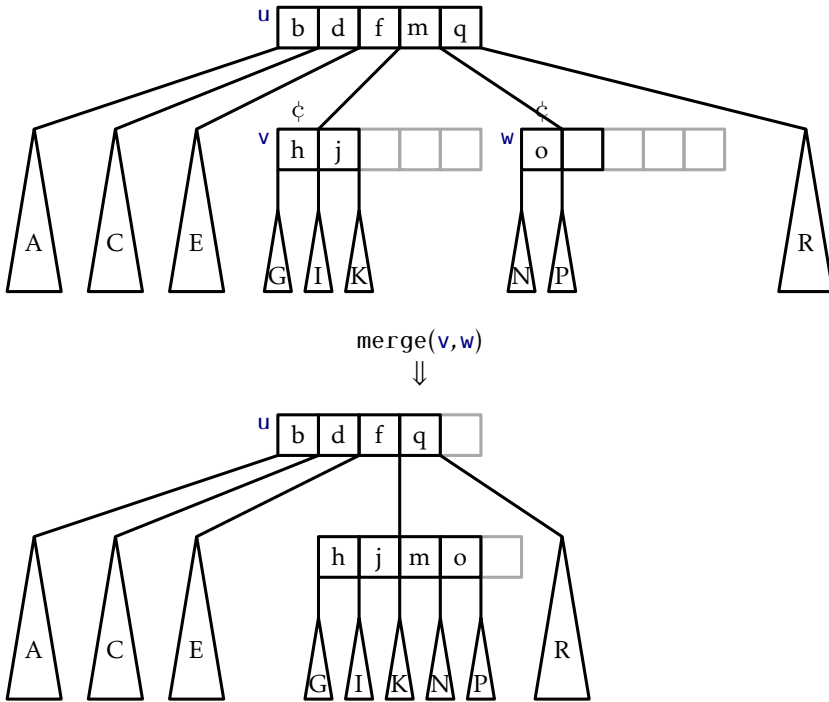 u b d f m q
¢ ¢
v h j w o
A C E G I K N P R
merge(v,w)
⇓
u b d f q
h j m o
A C E G I K N P R